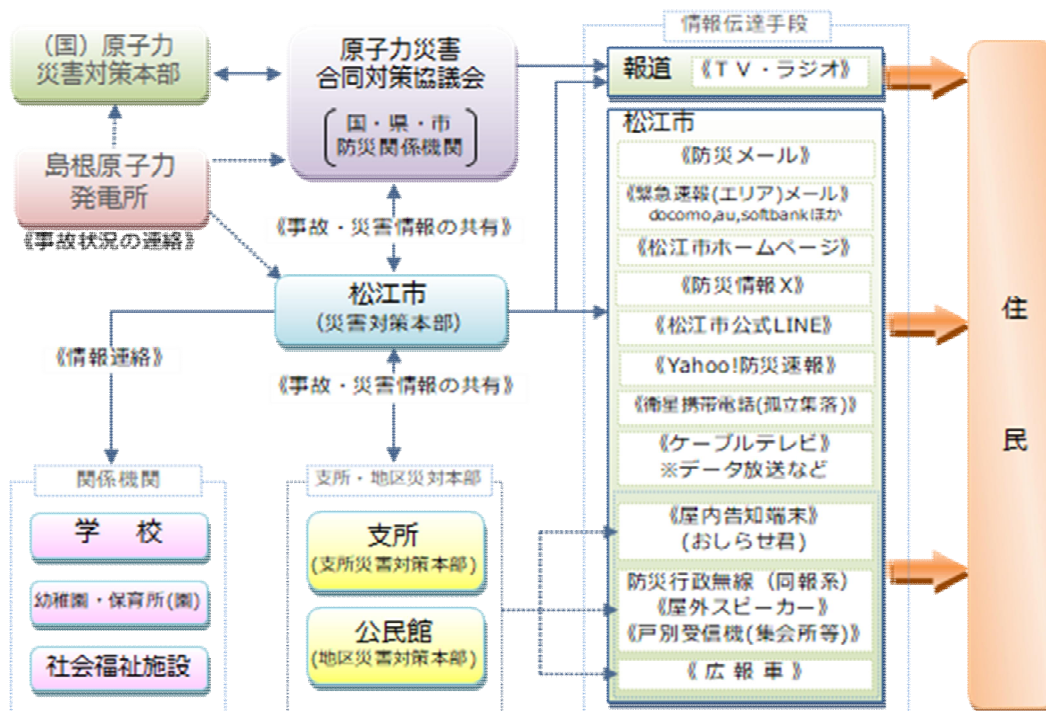 （国）原子力
災害対策本部
島根原子力
発電所
《事故状況の連絡》
原子力災害
合同対策協議会
国・県・市
防災関係機関
《事故・災害情報の共有》
松江市
（災害対策本部）
《情報連絡》
《事故・災害情報の共有》
関係機関
学　校
幼稚園・保育所(園)
社会福祉施設
支所・地区災対本部
支所
(支所災害対策本部)
公民館
(地区災害対策本部)
情報伝達手段
報道 《ＴＶ・ラジオ》
松江市
《防災メール》
《緊急速報(エリア)メール》
docomo,au,softbankほか
《松江市ホームページ》
《防災情報X》
《松江市公式LINE》
《Yahoo!防災速報》
《衛星携帯電話(孤立集落)》
《ケーブルテレビ》
※データ放送など
《屋内告知端末》
(おしらせ君)
防災行政無線（同報系）
《屋外スピーカー》
《戸別受信機(集会所等)》
《広報車》
住民